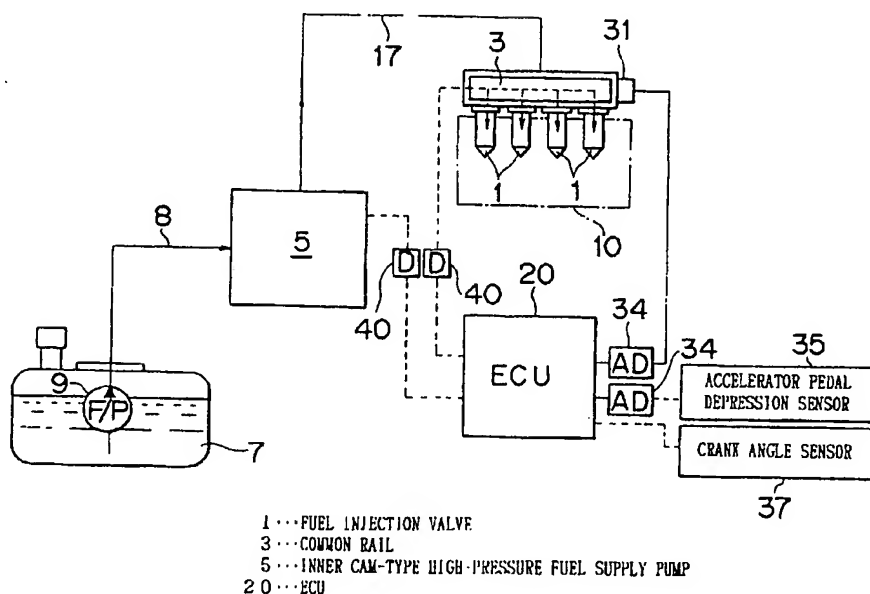 17
3
31
1
1
10
8
5
D
D
40
40
20
34
AD
34
AD
ECU
35
ACCELERATOR PEDAL
DEPRESSION SENSOR
CRANK ANGLE SENSOR
37
9
F/P
7
1···FUEL INJECTION VALVE
3···COMMON RAIL
5···INNER CAM-TYPE HIGH-PRESSURE FUEL SUPPLY PUMP
20···ECU